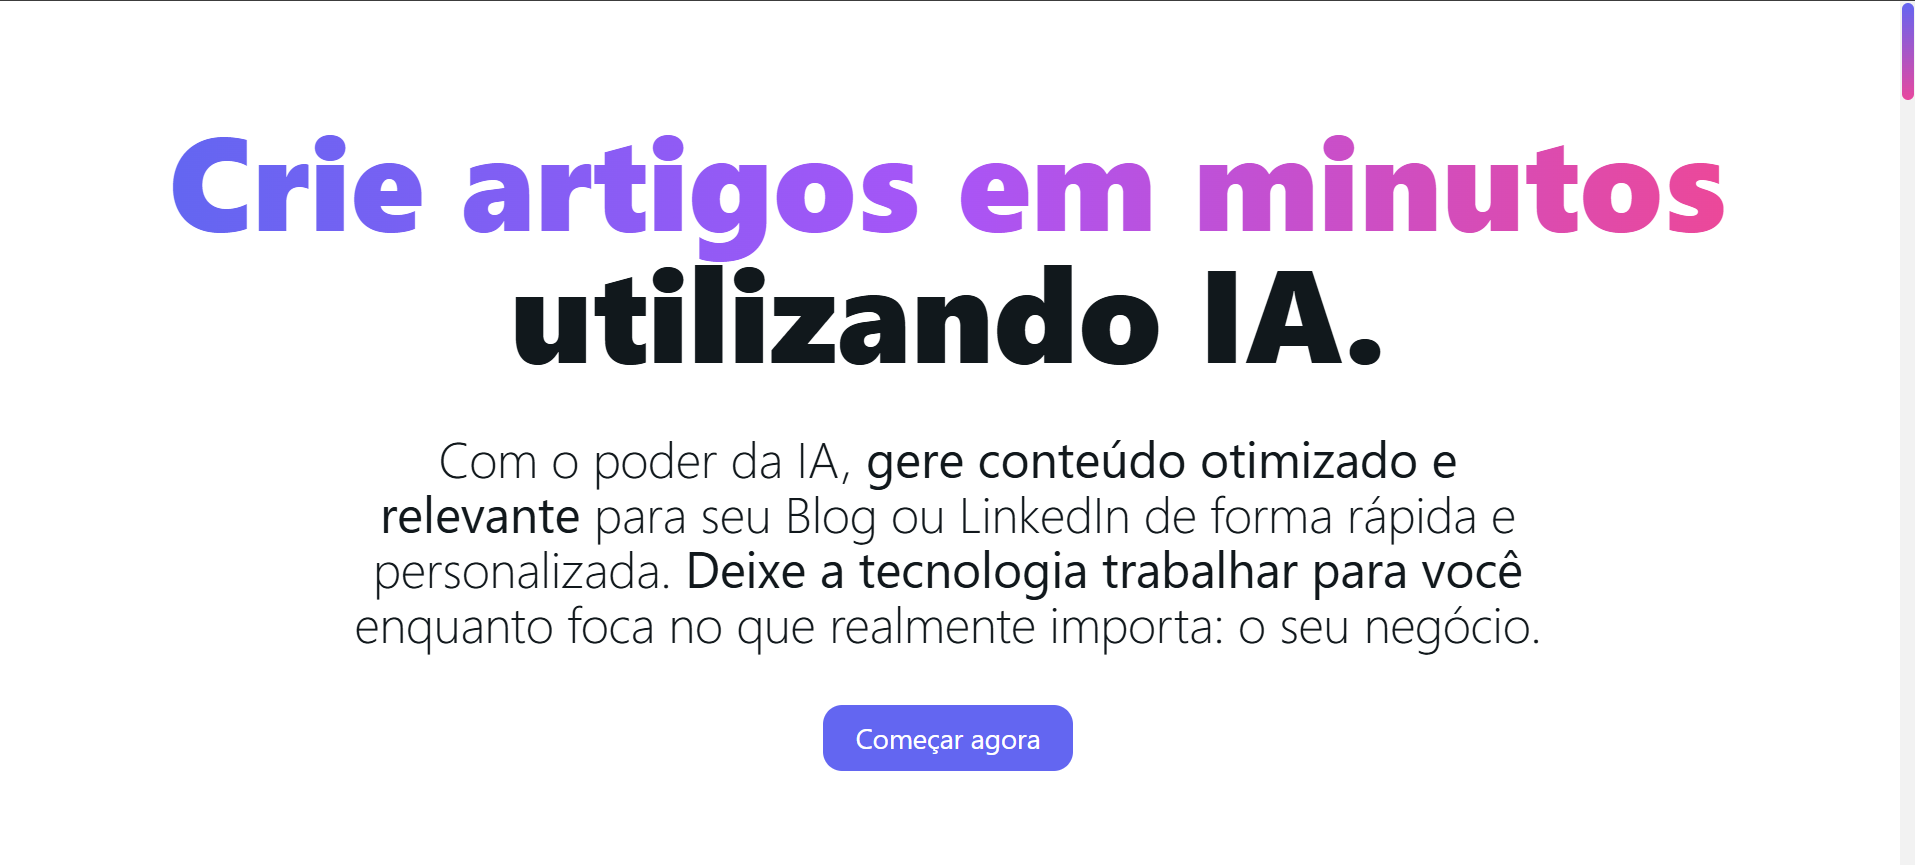 Crie artigos em minutos
utilizando IA.
Com o poder da IA, gere conteúdo otimizado e
relevante para seu Blog ou LinkedIn de forma rápida e
personalizada. Deixe a tecnologia trabalhar para você
enquanto foca no que realmente importa: o seu negócio.
Começar agora